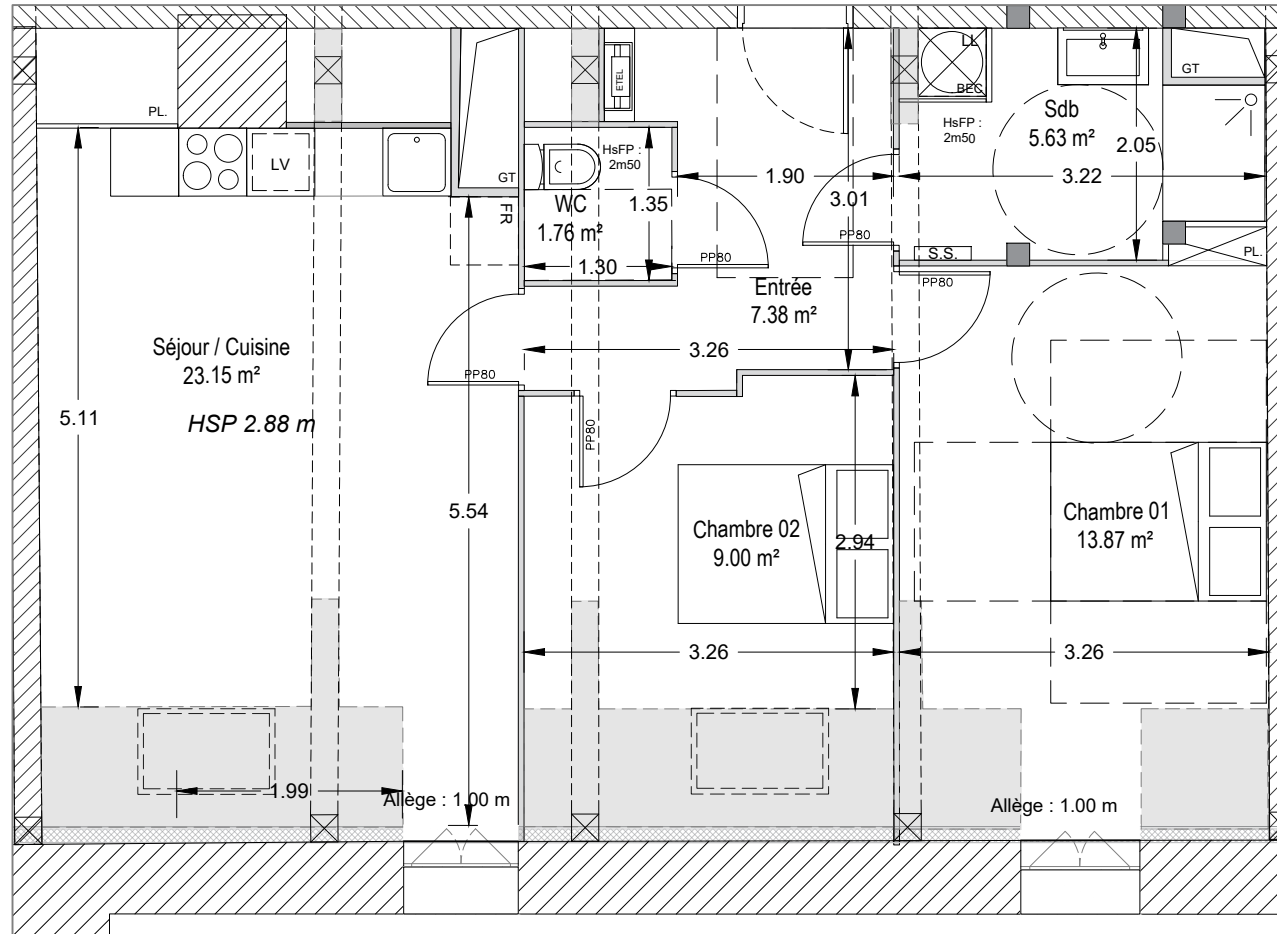 LL
ETEL
GT
PL.
BEC
Sdb
5.63 m²
HsFP :
2m50
2.05
HsFP :
2m50
LV
GT
FR
WC
1.76 m²
1.35
1.90
3.01
3.22
1.30
PP80
PP80
S.S.
PL.
PP80
Entrée
7.38 m²
Séjour / Cuisine
23.15 m²
3.26
PP80
5.11
HSP 2.88 m
PP80
5.54
Chambre 02
9.00 m²
2.94
Chambre 01
13.87 m²
3.26
3.26
1.99
Allège : 1.00 m
Allège : 1.00 m